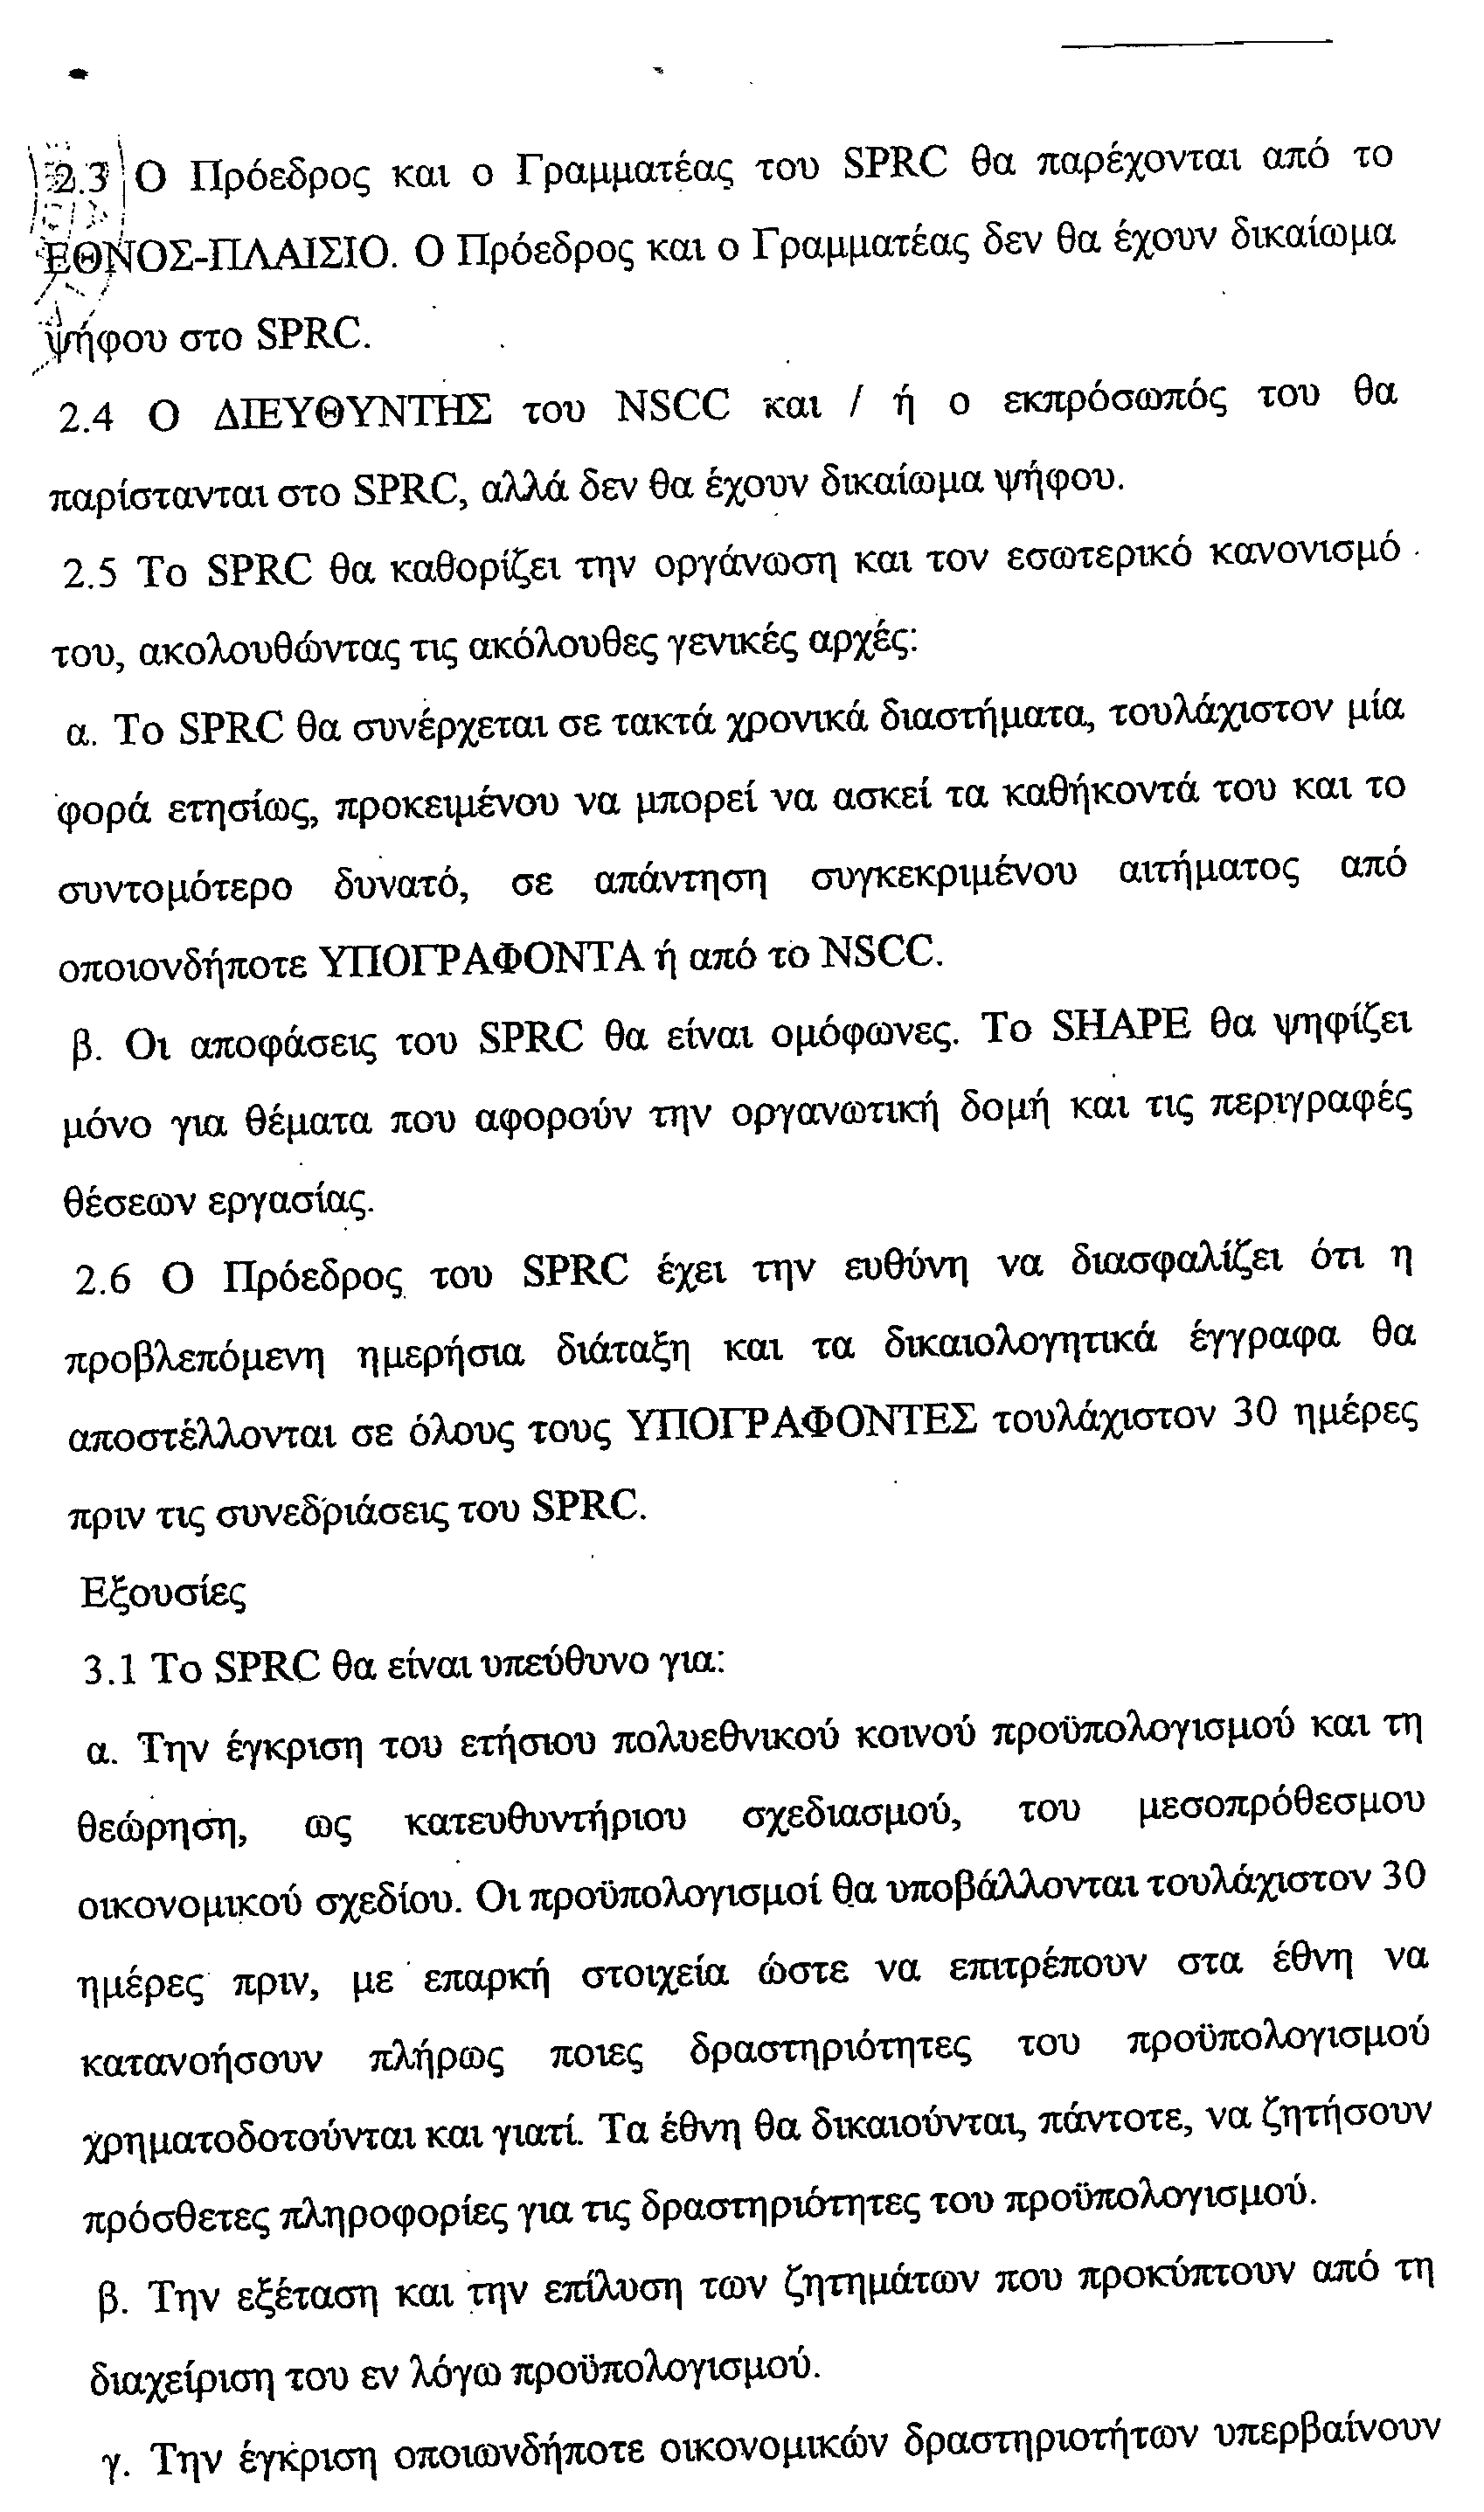 2.3 Ο Πρόεδρος και ο Γραμματέας του SPRC θα παρέχονται από το
ΕΘΝΟΣ-ΠΛΑΙΣΙΟ. Ο Πρόεδρος και ο Γραμματέας δεν θα έχουν δικαίωμα
ψήφου στο SPRC.
2.4 Ο ΔΙΕΥΘΥΝΤΗΣ του NSCC και / ή ο εκπρόσωπός του θα
παρίστανται στο SPRC, αλλά δεν θα έχουν δικαίωμα ψήφου.
2.5 Το SPRC θα καθορίζει την οργάνωση και τον εσωτερικό κανονισμό
του, ακολουθώντας τις ακόλουθες γενικές αρχές:
α. Το SPRC θα συνέρχεται σε τακτά χρονικά διαστήματα, τουλάχιστον μία
φορά ετησίως, προκειμένου να μπορεί να ασκεί τα καθήκοντά του και το
συντομότερο δυνατό, σε απάντηση συγκεκριμένου αιτήματος από
οποιονδήποτε ΥΠΟΓΡΑΦΟΝΤΑ ή από το NSCC.
β. Οι αποφάσεις του SPRC θα είναι ομόφωνες. Το SHAPE θα ψηφίζει
μόνο για θέματα που αφορούν την οργανωτική δομή και τις περιγραφές
θέσεων εργασίας.
2.6 Ο Πρόεδρος του SPRC έχει την ευθύνη να διασφαλίζει ότι η
προβλεπόμενη ημερήσια διάταξη και τα δικαιολογητικά έγγραφα θα
αποστέλλονται σε όλους τους ΥΠΟΓΡΑΦΟΝΤΕΣ τουλάχιστον 30 ημέρες
πριν τις συνεδριάσεις του SPRC.
Εξουσίες
3.1 Το SPRC θα είναι υπεύθυνο για:
α. Την έγκριση του ετήσιου πολυεθνικού κοινού προϋπολογισμού και τη
θεώρηση, ως κατευθυντήριου σχεδιασμού, του μεσοπρόθεσμου
οικονομικού σχεδίου. Οι προϋπολογισμοί θα υποβάλλονται τουλάχιστον 30
ημέρες πριν, με επαρκή στοιχεία ώστε να επιτρέπουν στα έθνη να
κατανοήσουν πλήρως ποιες δραστηριότητες του προϋπολογισμού
χρηματοδοτούνται και γιατί. Τα έθνη θα δικαιούνται, πάντοτε, να ζητήσουν
πρόσθετες πληροφορίες για τις δραστηριότητες του προϋπολογισμού.
β. Την εξέταση και την επίλυση των ζητημάτων που προκύπτουν από τη
διαχείριση του εν λόγω προϋπολογισμού.
γ. Την έγκριση οποιωνδήποτε οικονομικών δραστηριοτήτων υπερβαίνουν